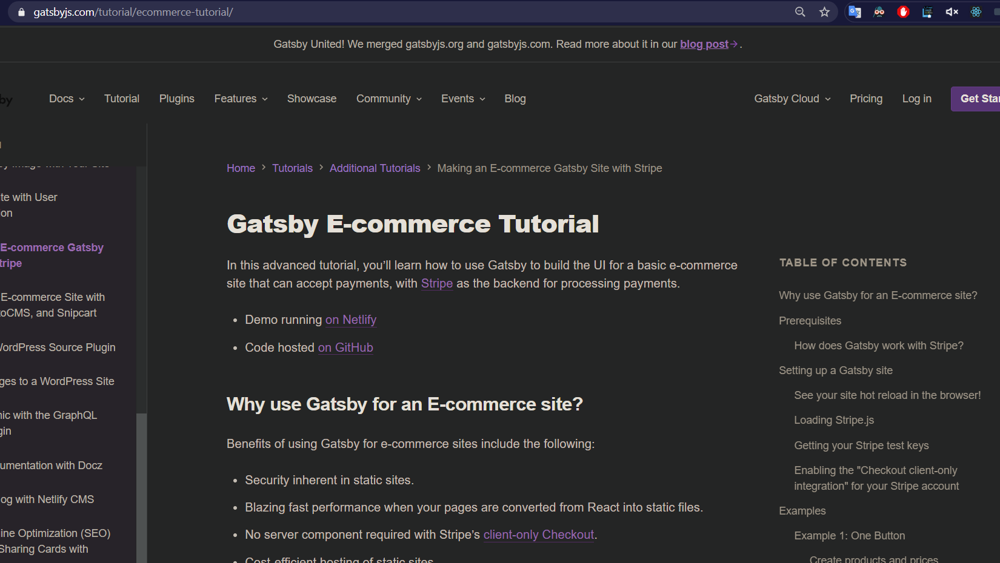 gatsbyjs.com/tutorial/ecommerce-tutorial/
Gatsby United! We merged gatsbyjs.org and gatsbyjs.com. Read more about it in our blog post→.
by
Docs
Tutorial
Plugins
Features
Showcase
Community
Events
Blog
Gatsby Cloud
Pricing
Log in
Get Star
te with User
on
E-commerce Gatsby
tripe
E-commerce Site with
toCMS, and Snipcart
WordPress Source Plugin
ges to a WordPress Site
ic with the GraphQL
gin
umentation with Docz
og with Netlify CMS
ine Optimization (SEO)
Sharing Cards with
Home > Tutorials > Additional Tutorials > Making an E-commerce Gatsby Site with Stripe
Gatsby E-commerce Tutorial
In this advanced tutorial, you’ll learn how to use Gatsby to build the UI for a basic e-commerce
site that can accept payments, with Stripe as the backend for processing payments.
• Demo running on Netlify
• Code hosted on GitHub
Why use Gatsby for an E-commerce site?
Benefits of using Gatsby for e-commerce sites include the following:
• Security inherent in static sites.
• Blazing fast performance when your pages are converted from React into static files.
• No server component required with Stripe’s client-only Checkout.
• Cost-efficient hosting of static sites.
TABLE OF CONTENTS
Why use Gatsby for an E-commerce site?
Prerequisites
How does Gatsby work with Stripe?
Setting up a Gatsby site
See your site hot reload in the browser!
Loading Stripe.js
Getting your Stripe test keys
Enabling the "Checkout client-only
integration" for your Stripe account
Examples
Example 1: One Button
Create products and prices